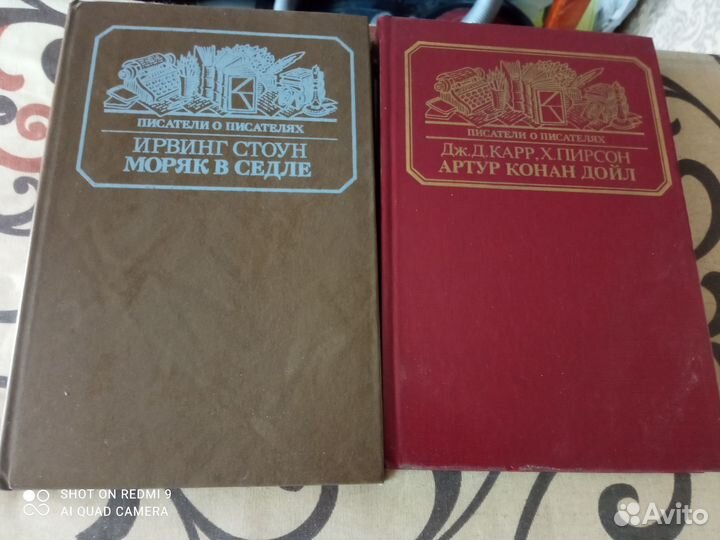 ПИСАТЕЛИ О ПИСАТЕЛЯХ
ИРВИНГ СТОУН
МОРЯК В СЕДЛЕ
ПИСАТЕЛИ О ПИСАТЕЛЯХ
ДЖ.Д.КАРР, Х.ПИРСОН
АРТУР КОНАН ДОЙЛ
SHOT ON REDMI 9
AI QUAD CAMERA
Avito